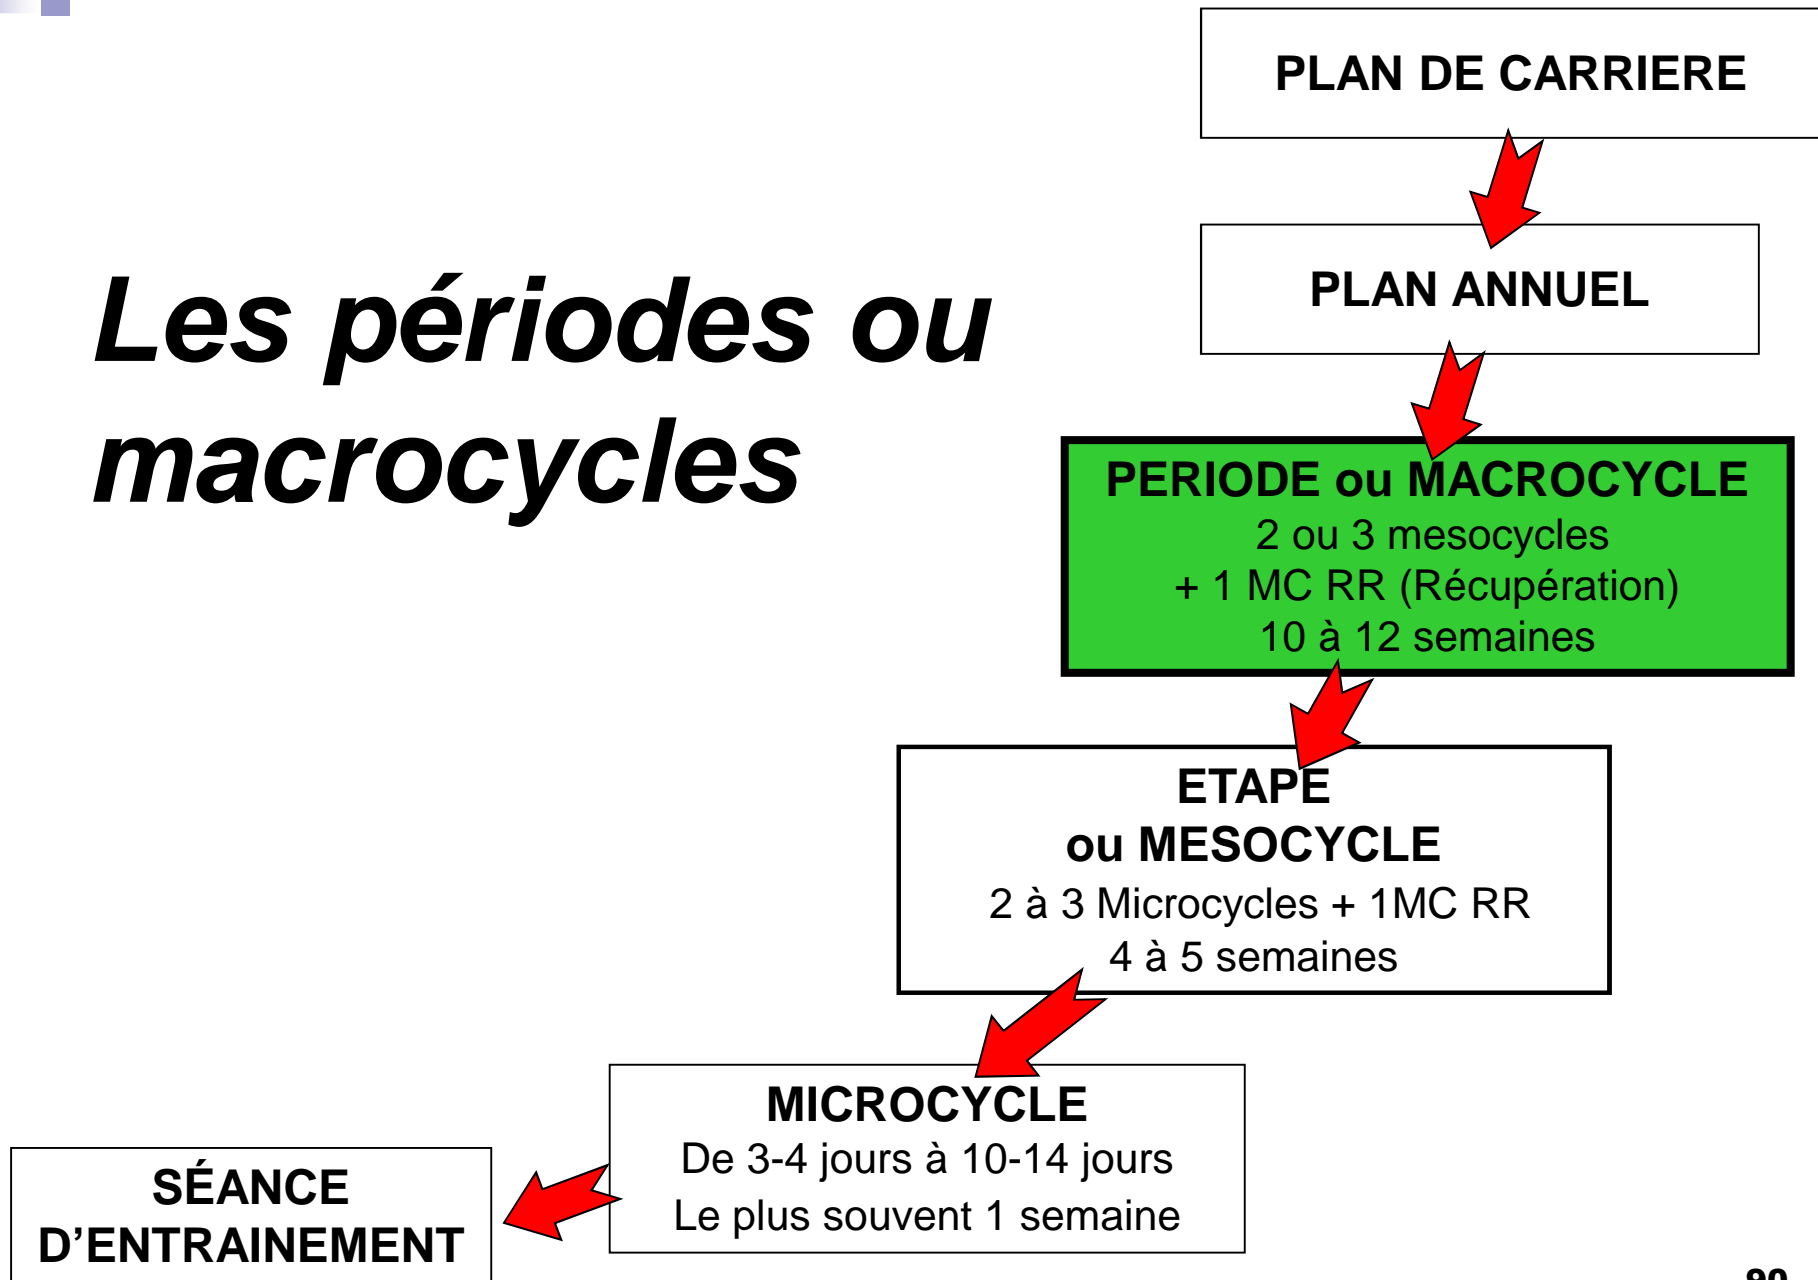 Les périodes ou
macrocycles
PLAN DE CARRIERE
PLAN ANNUEL
PERIODE ou MACROCYCLE
2 ou 3 mesocycles
+ 1 MC RR (Récupération)
10 à 12 semaines
ETAPE
ou MESOCYCLE
2 à 3 Microcycles + 1MC RR
4 à 5 semaines
MICROCYCLE
De 3-4 jours à 10-14 jours
Le plus souvent 1 semaine
SÉANCE
D’ENTRAINEMENT